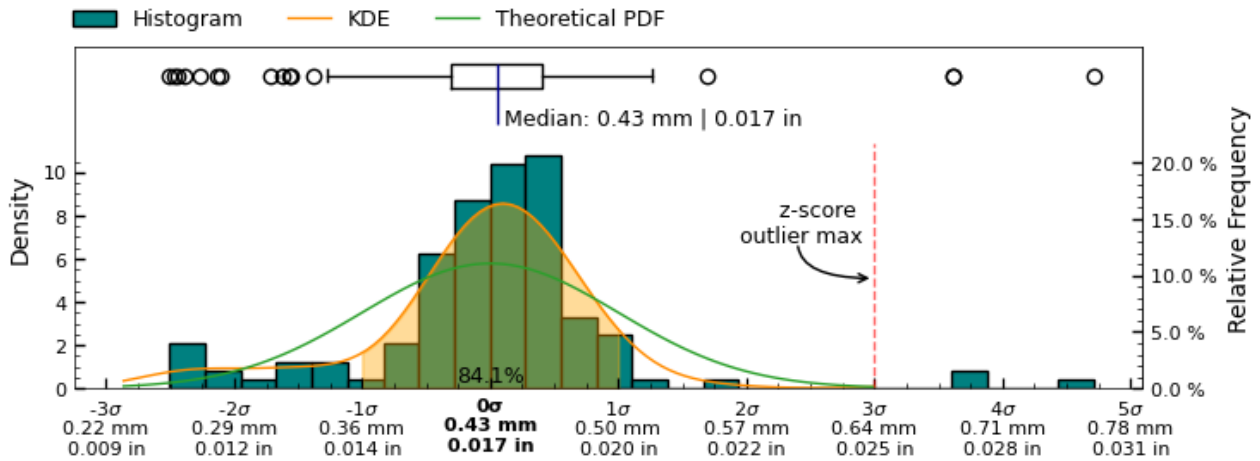 Histogram KDE Theoretical PDF
Median: 0.43 mm | 0.017 in
Density
10
8
6
4
2
0
z-score
outlier max
84.1%
20.0 %
15.0 %
10.0 %
5.0 %
0.0 %
Relative Frequency
-3σ -2σ -1σ 0σ 1σ 2σ 3σ 4σ 5σ
0.22 mm 0.29 mm 0.36 mm 0.43 mm 0.50 mm 0.57 mm 0.64 mm 0.71 mm 0.78 mm
0.009 in 0.012 in 0.014 in 0.017 in 0.020 in 0.022 in 0.025 in 0.028 in 0.031 in